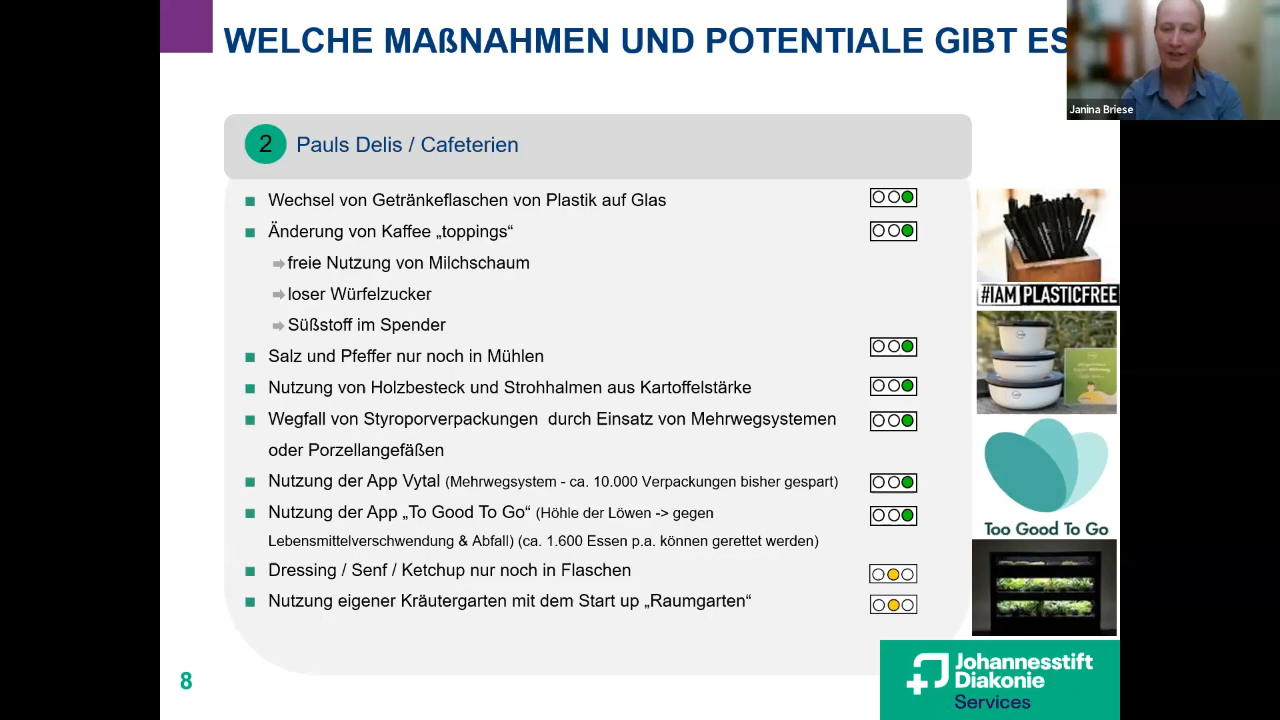 WELCHE MAßNAHMEN UND POTENTIALE GIBT ES
Janina Briese
2 Pauls Delis / Cafeterien
Wechsel von Getränkeflaschen von Plastik auf Glas
Änderung von Kaffee „toppings“
freie Nutzung von Milchschaum
loser Würfelzucker
Süßstoff im Spender
Salz und Pfeffer nur noch in Mühlen
Nutzung von Holzbesteck und Strohhalmen aus Kartoffelstärke
Wegfall von Styroporverpackungen durch Einsatz von Mehrwegsystemen
oder Porzellangefäßen
Nutzung der App Vytal (Mehrwegsystem - ca. 10.000 Verpackungen bisher gespart)
Nutzung der App „To Good To Go“ (Höhle der Löwen -> gegen
Lebensmittelverschwendung & Abfall) (ca. 1.600 Essen p.a. können gerettet werden)
Dressing / Senf / Ketchup nur noch in Flaschen
Nutzung eigener Kräutergarten mit dem Start up „Raumgarten“
#IAM PLASTICFREE
Too Good To Go
8
Johannesstift
Diakonie
Services